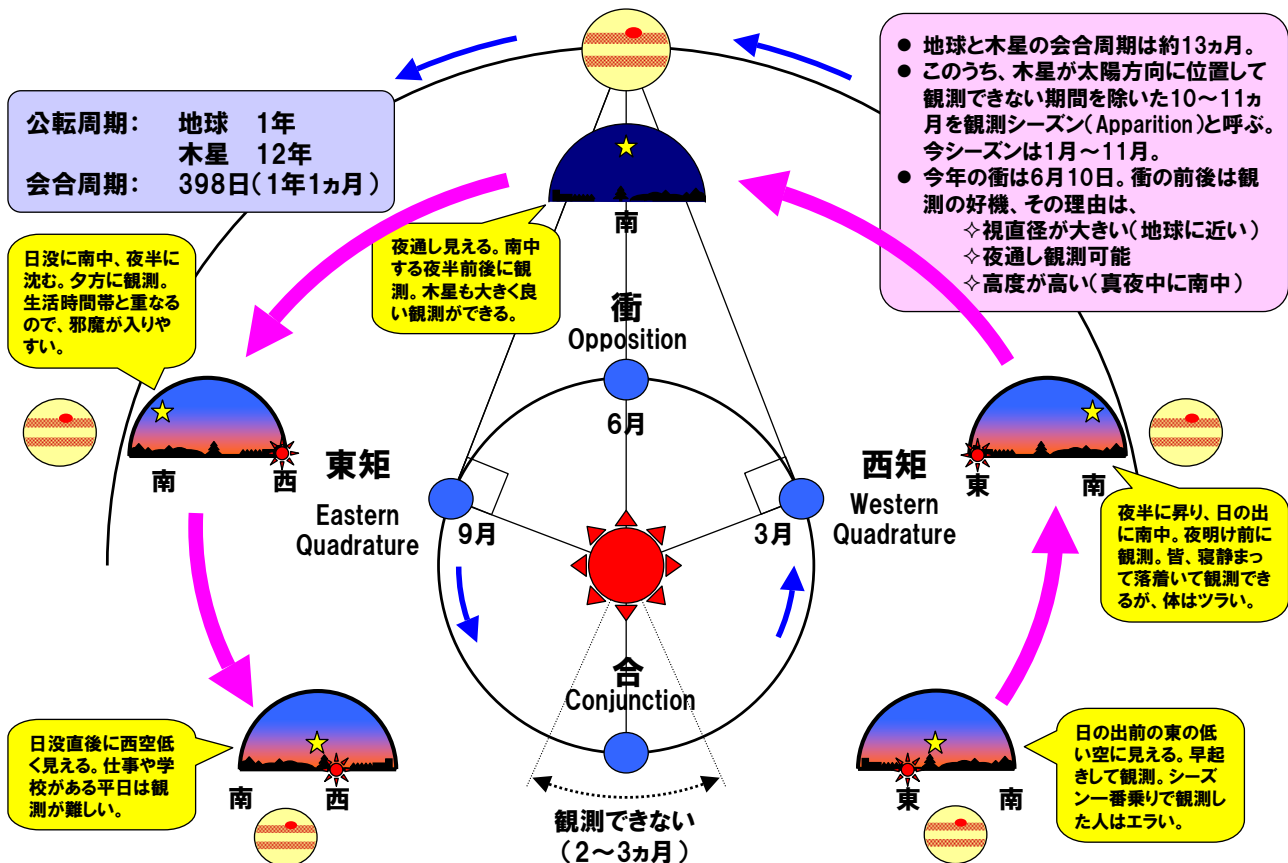 ● 地球と木星の会合周期は約13ヵ月。
● このうち、木星が太陽方向に位置して
観測できない期間を除いた10～11ヵ
月を観測シーズン（Apparition）と呼ぶ。
今シーズンは1月～11月。
● 今年の衝は6月10日。衝の前後は観
測の好機、その理由は、
✧視直径が大きい（地球に近い）
✧夜通し観測可能
✧高度が高い（真夜中に南中）
公転周期： 地球 1年
木星 12年
会合周期： 398日（1年1ヵ月）
南
日没に南中、夜半に
沈む。夕方に観測。
生活時間帯と重なる
ので、邪魔が入りや
すい。
夜通し見える。南中
する夜半前後に観
測。木星も大きく良
い観測ができる。
衝
Opposition
6月
南 西
東矩
Eastern
Quadrature
9月
西矩
Western
Quadrature
3月
東 南
夜半に昇り、日の出
に南中。夜明け前に
観測。皆、寝静まっ
て落着いて観測でき
るが、体はツラい。
合
Conjunction
日没直後に西空低
く見える。仕事や学
校がある平日は観
測が難しい。
南 西
観測できない
（2～3ヵ月）
東 南
日の出前の東の低
い空に見える。早起
きして観測。シーズ
ン一番乗りで観測し
た人はエラい。